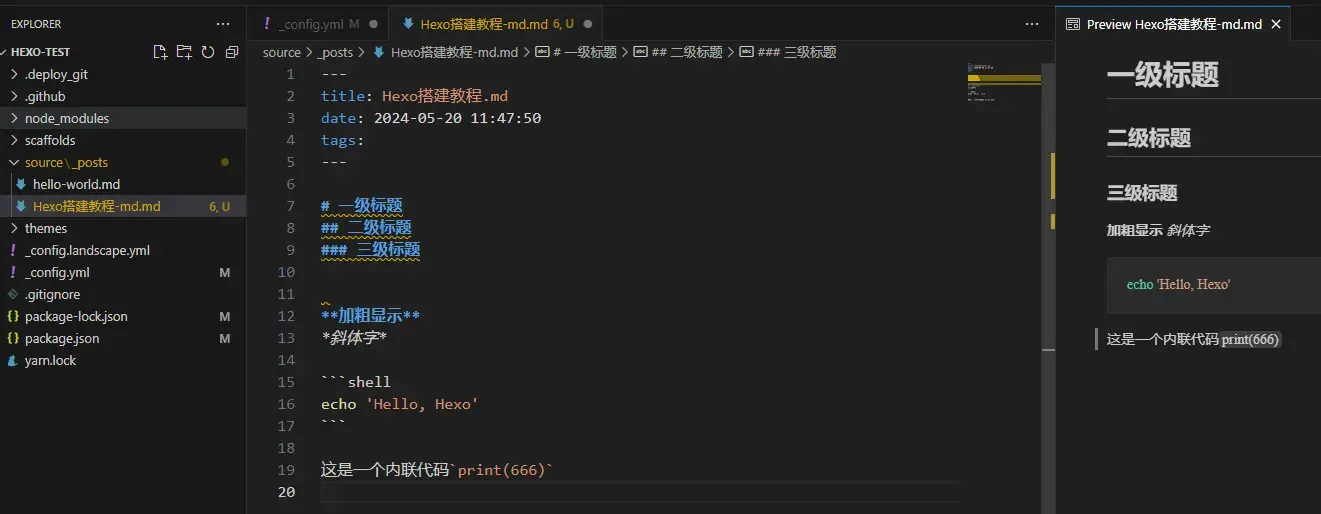 EXPLORER
···
HEXO-TEST
.deploy_git
.github
node_modules
scaffolds
source\_posts
hello-world.md
Hexo搭建教程-md.md 6, U
themes
_config.landscape.yml
_config.yml M
.gitignore
package-lock.json M
package.json M
yarn.lock
_config.yml M
Hexo搭建教程-md.md 6, U
···
source > _posts > Hexo搭建教程-md.md > # 一级标题 > ## 二级标题 > ### 三级标题
1 ---
2 title: Hexo搭建教程.md
3 date: 2024-05-20 11:47:50
4 tags:
5 ---
6
7 # 一级标题
8 ## 二级标题
9 ### 三级标题
10
11
12 **加粗显示**
13 *斜体字*
14
15 ```shell
16 echo 'Hello, Hexo'
17 ```
18
19 这是一个内联代码`print(666)`
20
Preview Hexo搭建教程-md.md
一级标题
二级标题
三级标题
加粗显示 斜体字
echo 'Hello, Hexo'
这是一个内联代码print(666)